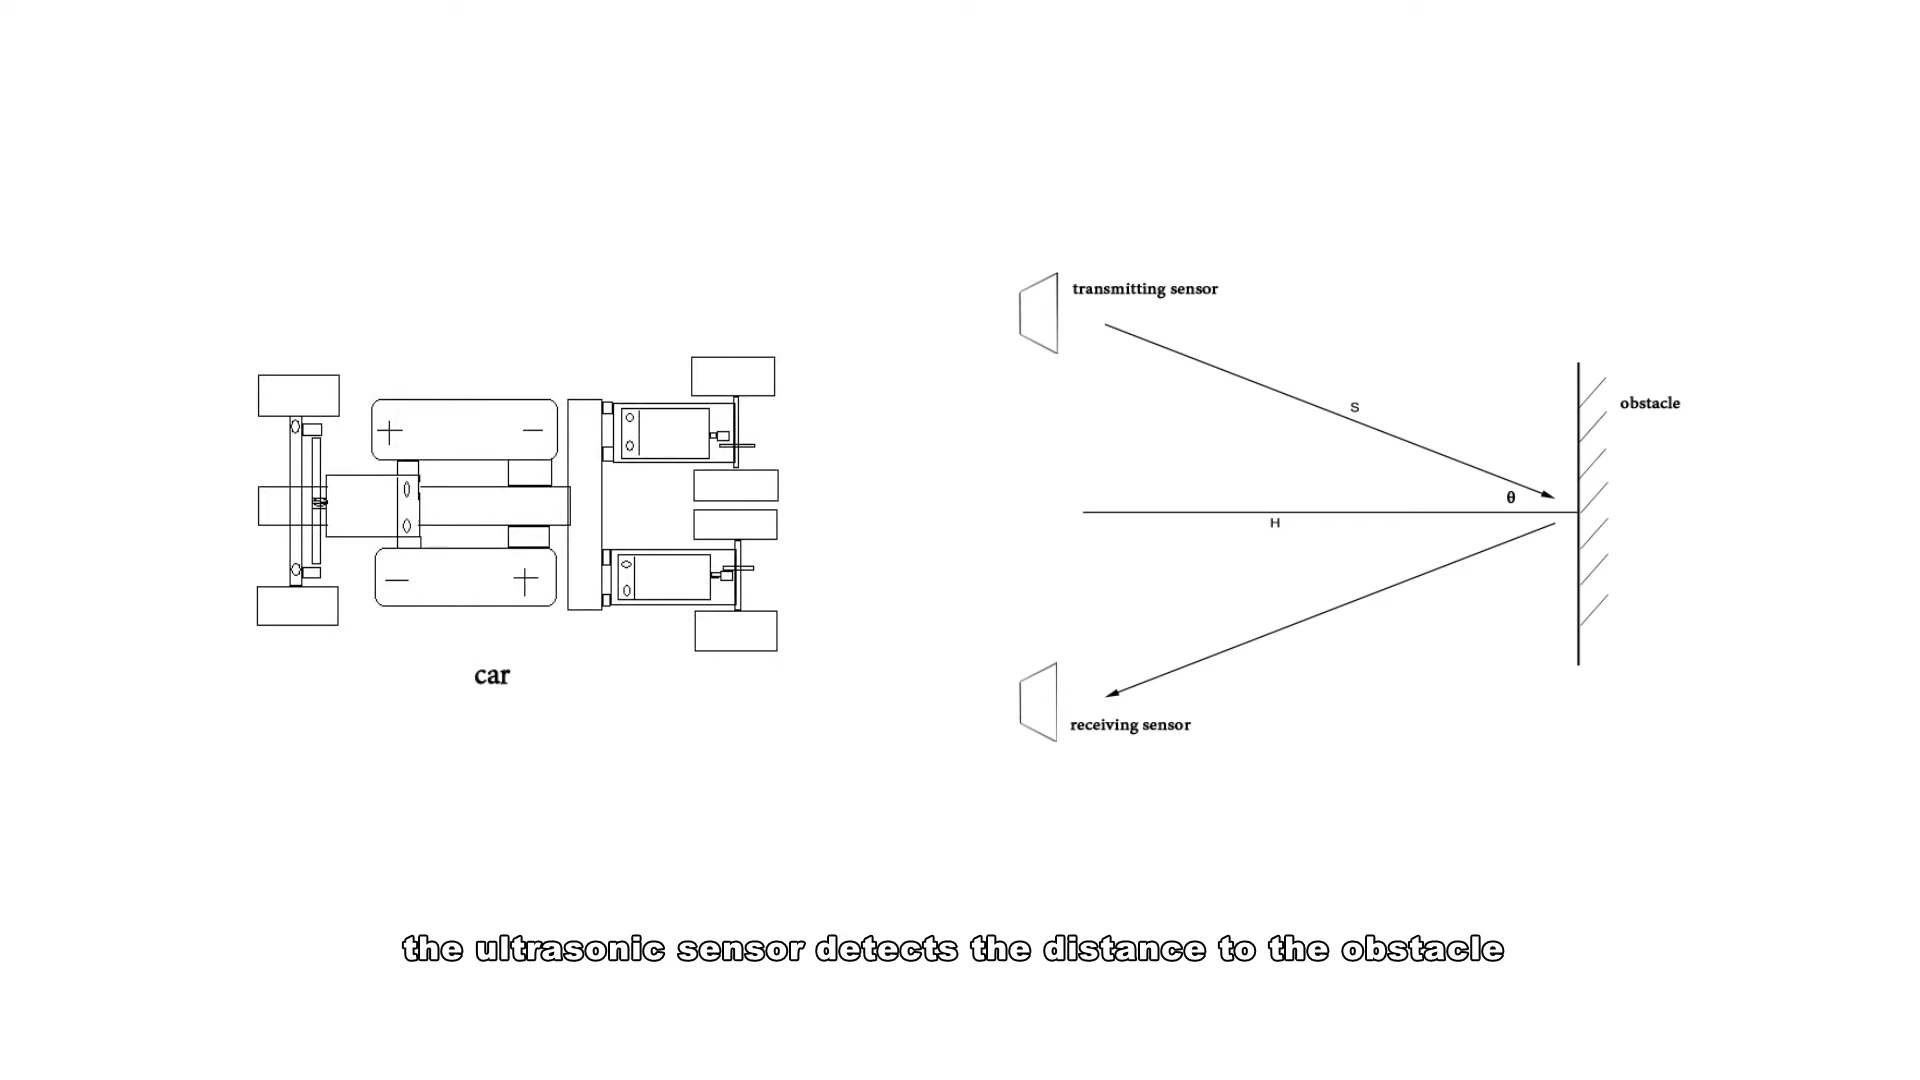 transmitting sensor
S
obstacle
+ −
θ
H
− +
car
receiving sensor
the ultrasonic sensor detects the distance to the obstacle